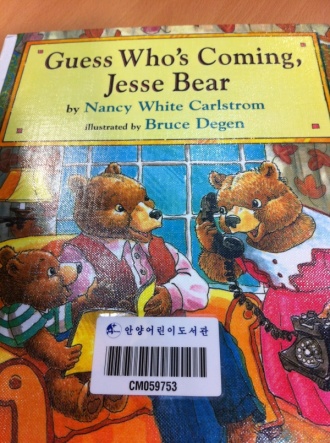 Guess Who's Coming,
Jesse Bear
by Nancy White Carlstrom
illustrated by Bruce Degen
안양어린이도서관
CM059753